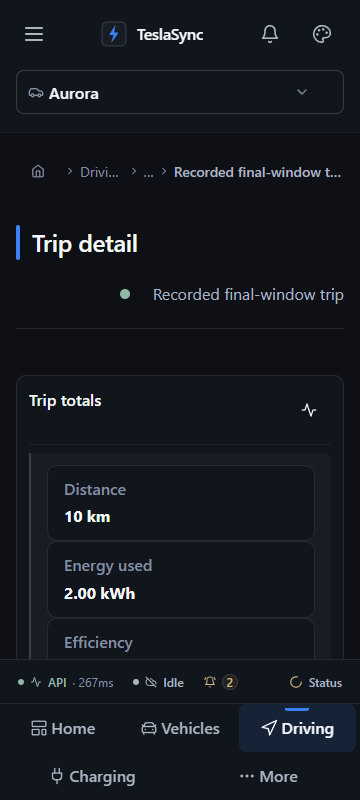 TeslaSync
Aurora
Drivi... ... Recorded final-window t...
Trip detail
Recorded final-window trip
Trip totals
Distance
10 km
Energy used
2.00 kWh
Efficiency
API · 267ms Idle 2 Status
Home Vehicles Driving
Charging More